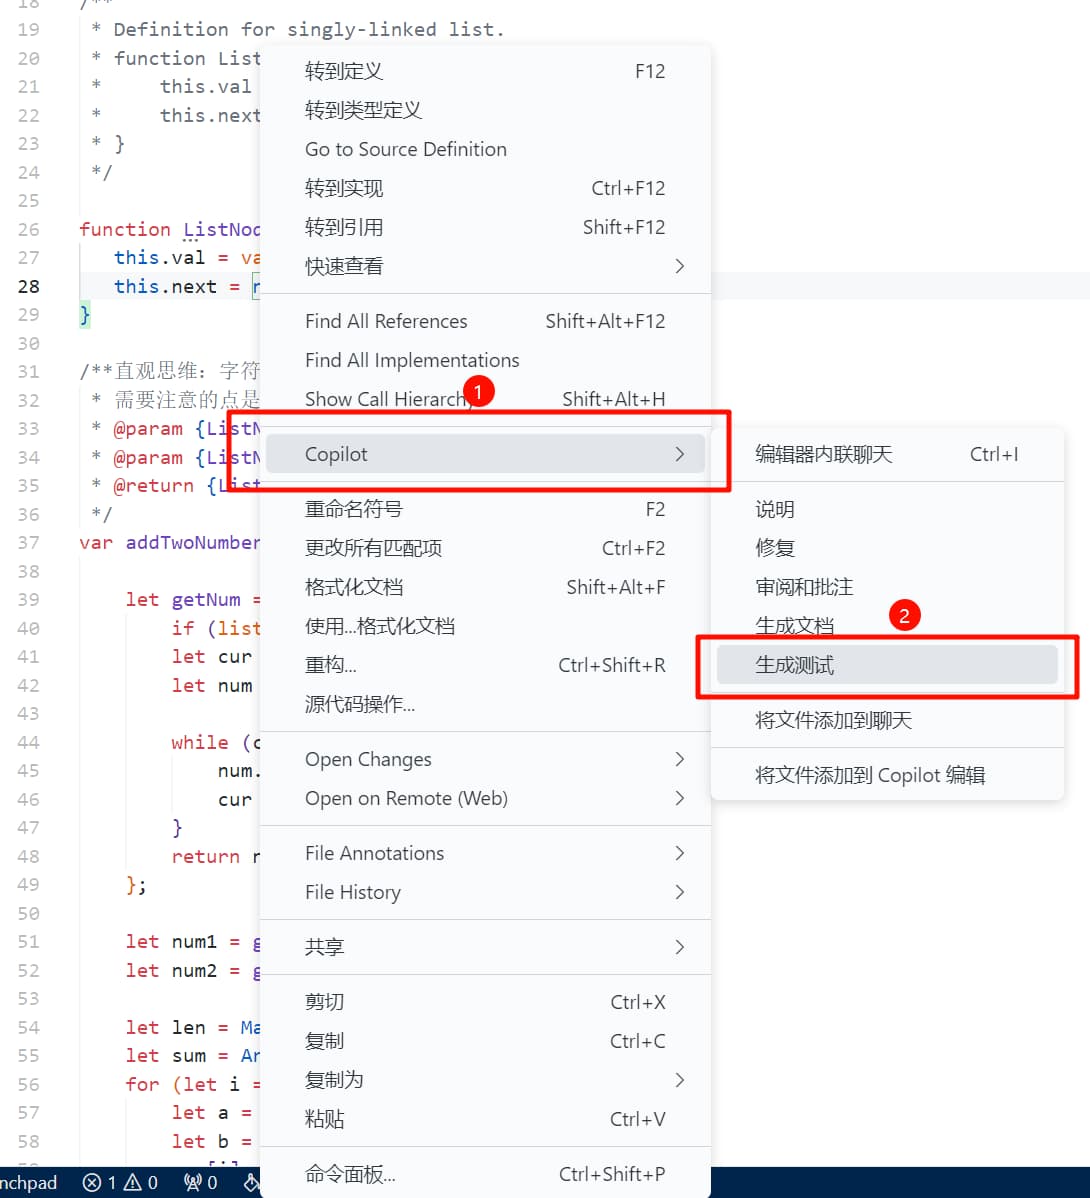 18 /**
19 * Definition for singly-linked list.
20 * function List
21 * this.val
22 * this.next
23 * }
24 */
25
26 function ListNod
27 this.val = va
28 this.next =
29 }
30
31 /**直观思维：字符
32 * 需要注意的点是
33 * @param {ListN
34 * @param {ListN
35 * @return {List
36 */
37 var addTwoNumber
38
39 let getNum =
40 if (list
41 let cur
42 let num
43
44 while (c
45 num.
46 cur
47 }
48 return r
49 };
50
51 let num1 = g
52 let num2 = g
53
54 let len = Ma
55 let sum = Ar
56 for (let i =
57 let a =
58 let b =
转到定义 F12
转到类型定义
Go to Source Definition
转到实现 Ctrl+F12
转到引用 Shift+F12
快速查看
Find All References Shift+Alt+F12
Find All Implementations
Show Call Hierarchy Shift+Alt+H
1
Copilot
重命名符号 F2
更改所有匹配项 Ctrl+F2
格式化文档 Shift+Alt+F
使用...格式化文档
重构... Ctrl+Shift+R
源代码操作...
Open Changes
Open on Remote (Web)
File Annotations
File History
共享
剪切 Ctrl+X
复制 Ctrl+C
复制为
粘贴 Ctrl+V
命令面板... Ctrl+Shift+P
编辑器内联聊天 Ctrl+I
说明
修复
审阅和批注
生成文档
2
生成测试
将文件添加到聊天
将文件添加到 Copilot 编辑
nchpad 1 0 0